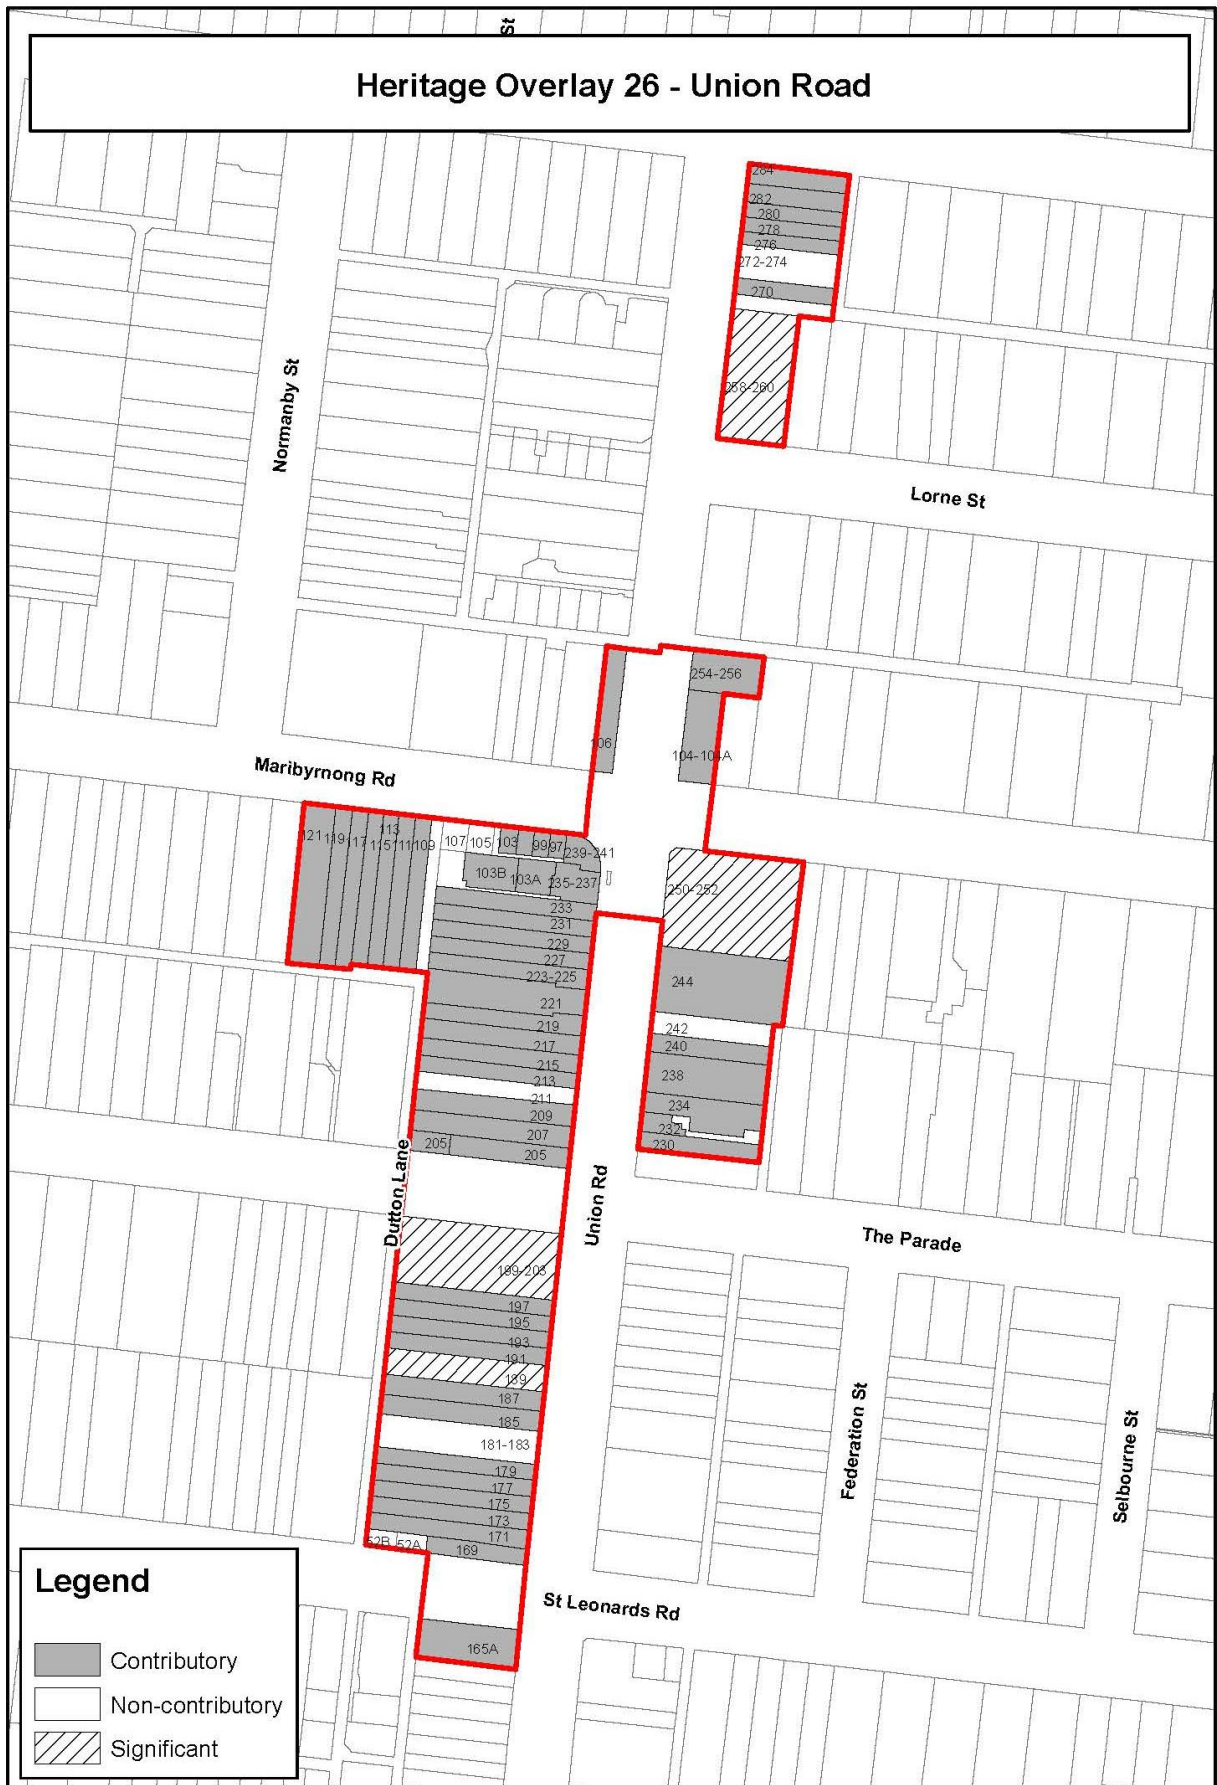 St
Heritage Overlay 26 - Union Road
284
282
280
278
276
272-274
270
258-260
Normanby St
Lorne St
254-256
106
104-104A
Maribyrnong Rd
121
119
117
115
113
111
109
107
105
103
99
97
239-241
103B
103A
235-237
250-252
233
231
229
227
223-225
221
219
217
215
213
211
209
207
205
205
244
242
240
238
234
232
230
Dutton Lane
Union Rd
The Parade
199-203
197
195
193
191
189
187
185
181-183
179
177
175
173
171
169
52B
52A
Federation St
Selbourne St
St Leonards Rd
165A
Legend
Contributory
Non-contributory
Significant